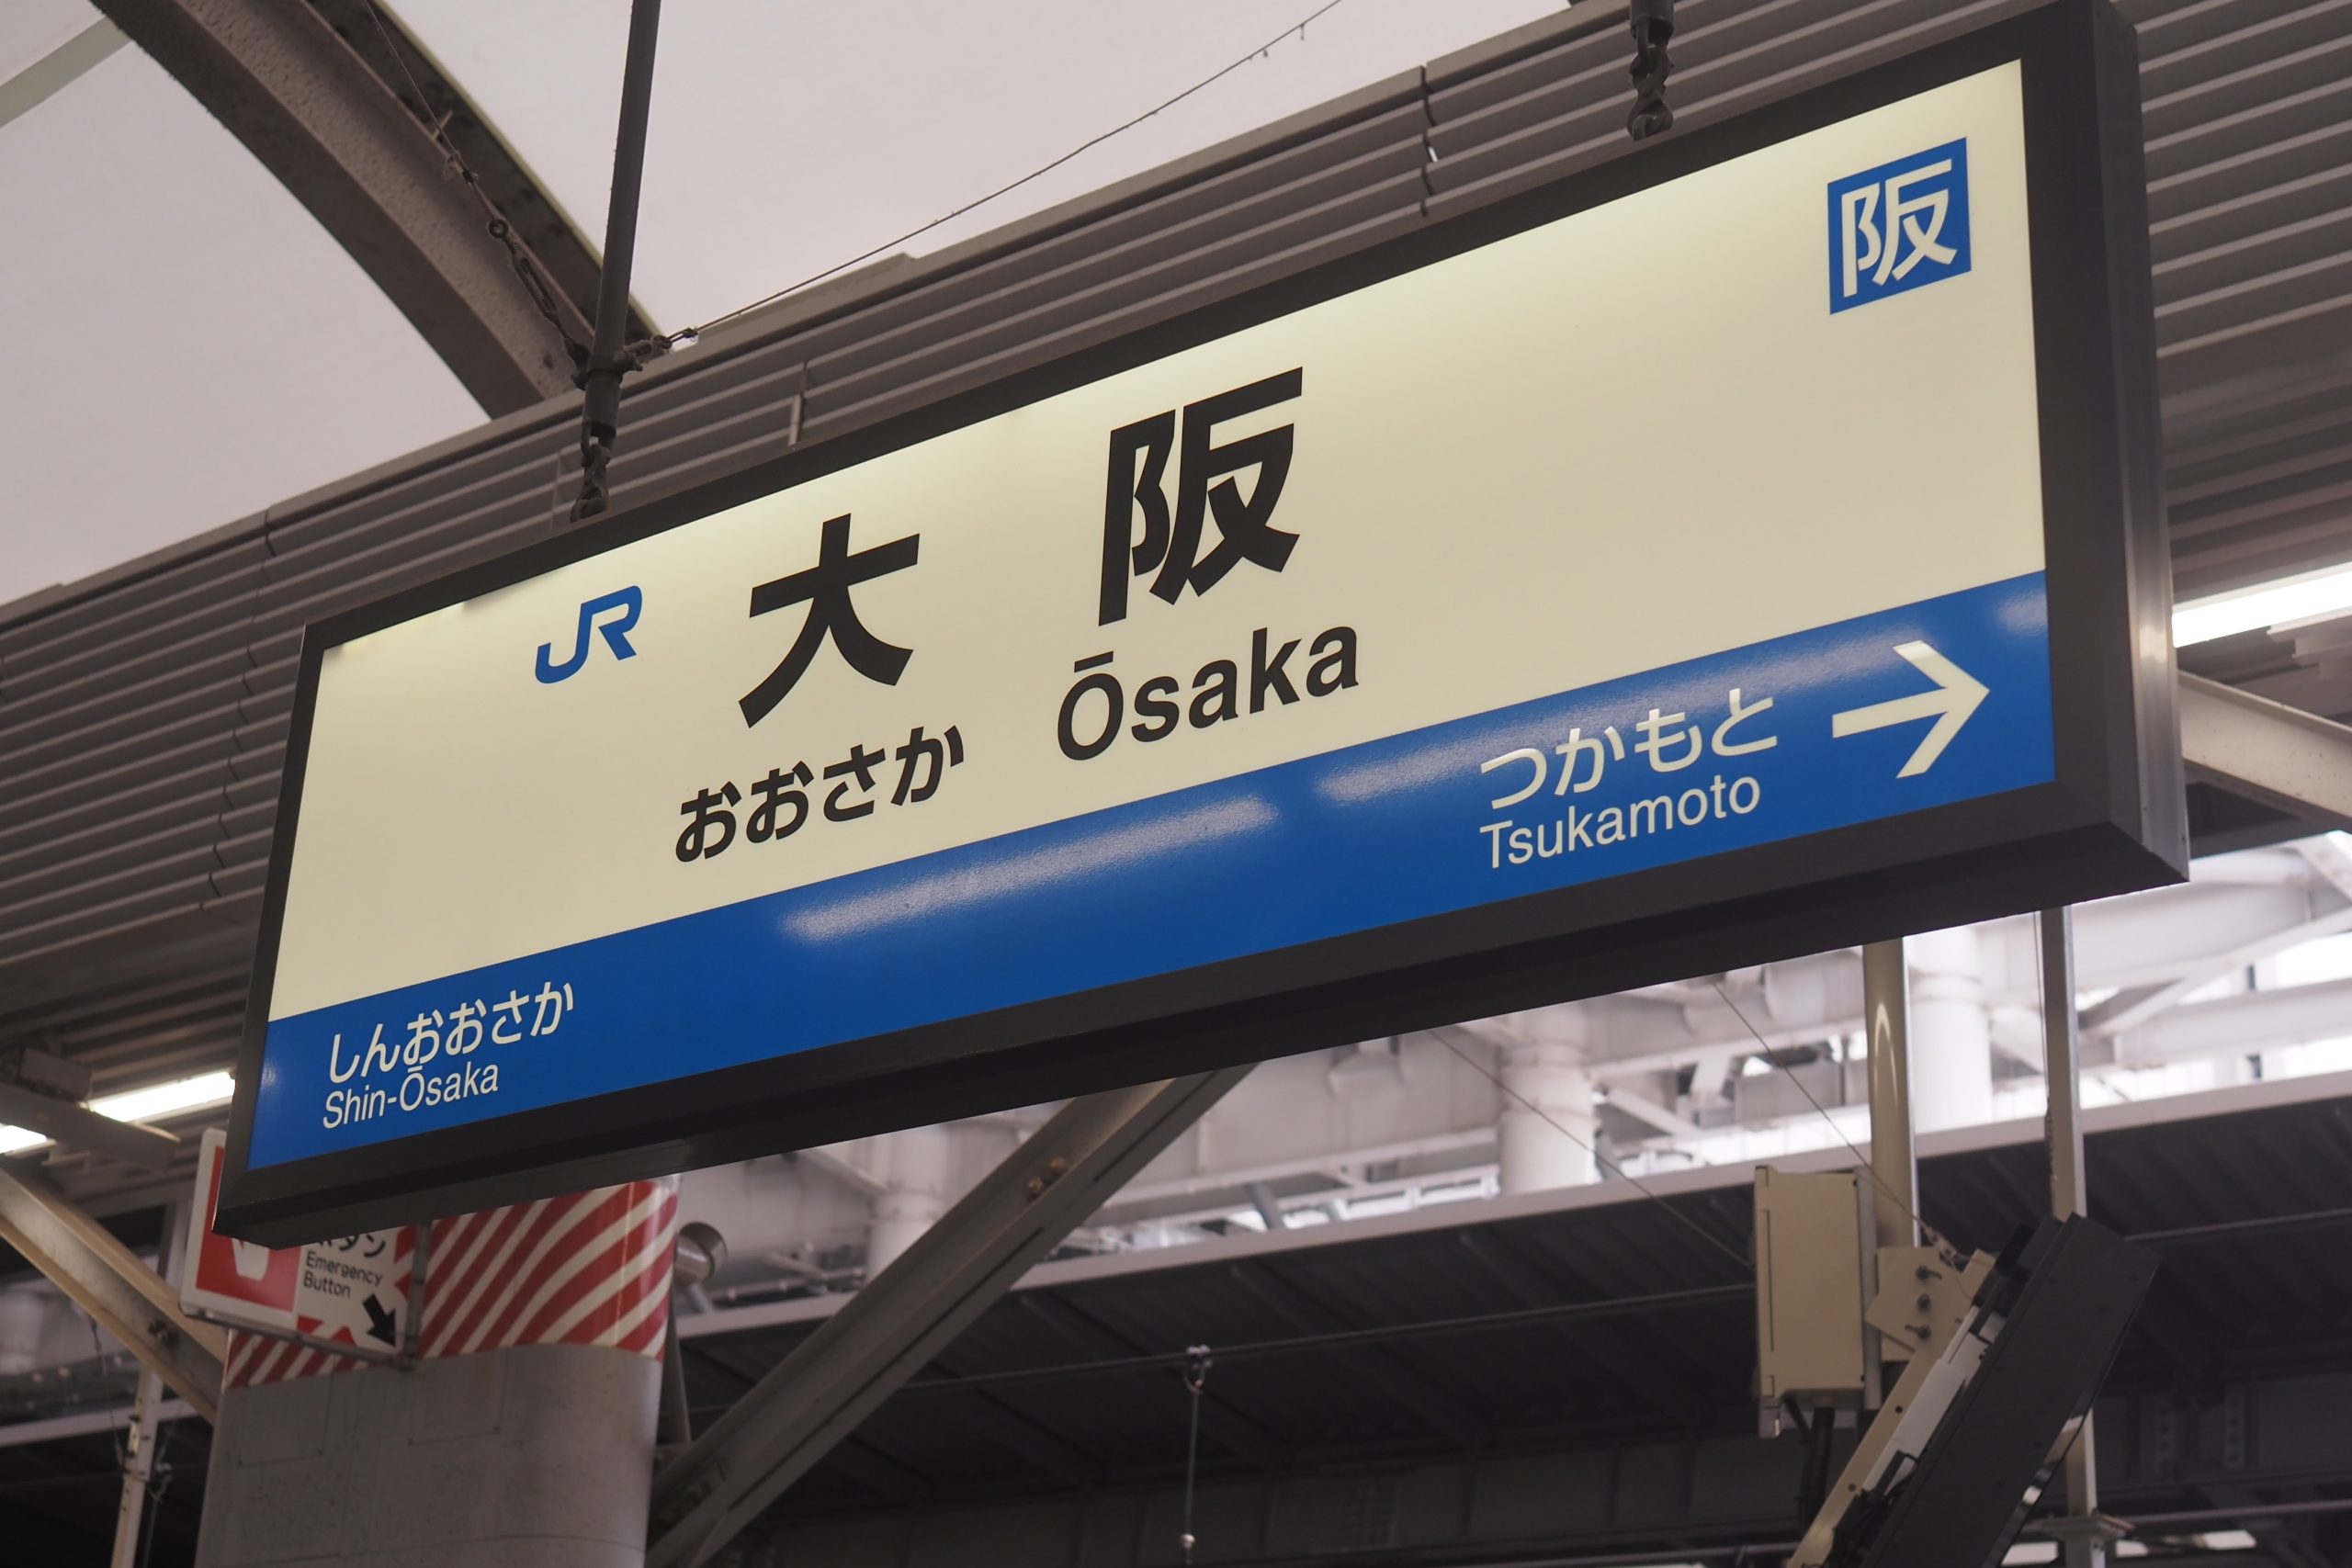 阪
JR 大阪
おおさか Ōsaka
つかもと
Tsukamoto
しんおおさか
Shin-Ōsaka
Emergency
Button